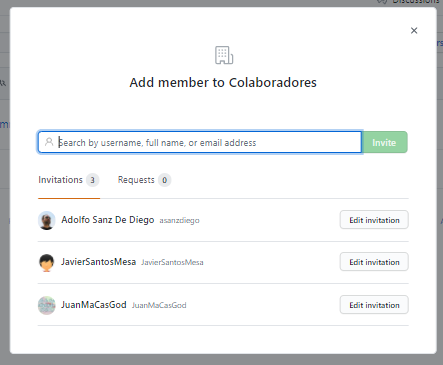 Discussions
×
Add member to Colaboradores
Search by username, full name, or email address
Invite
Invitations 3 Requests 0
Adolfo Sanz De Diego asanzdiego Edit invitation
JavierSantosMesa JavierSantosMesa Edit invitation
JuanMaCasGod JuanMaCasGod Edit invitation